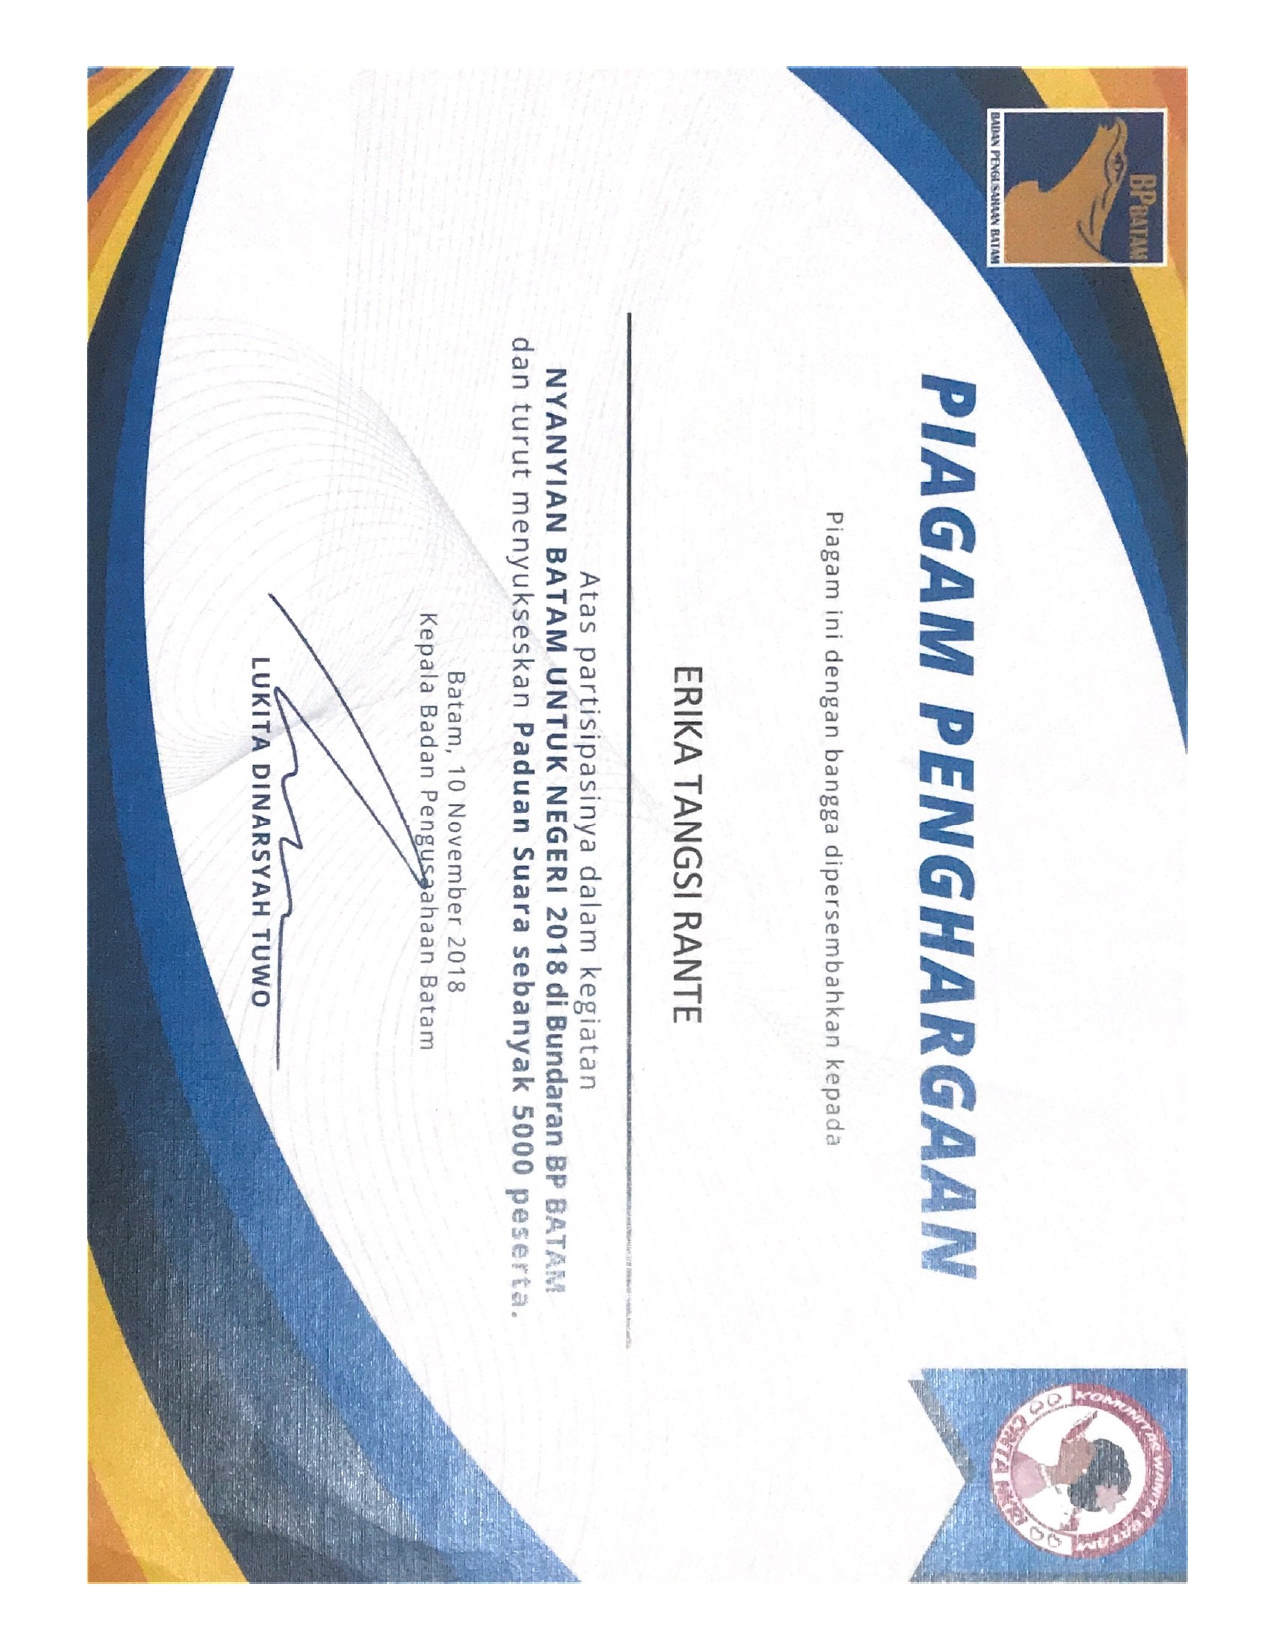 BP BATAM
BADAN PENGUSAHAAN BATAM
KOMUNITAS WANITA BATAM
CINTA NKRI
PIAGAM PENGHARGAAN
Piagam ini dengan bangga dipersembahkan kepada
ERIKA TANGSI RANTE
Atas partisipasinya dalam kegiatan
NYANYIAN BATAM UNTUK NEGERI 2018 di Bundaran BP BATAM
dan turut menyukseskan Paduan Suara sebanyak 5000 peserta.
Batam, 10 November 2018
Kepala Badan Pengusaahaan Batam
LUKITA DINARSYAH TUWO